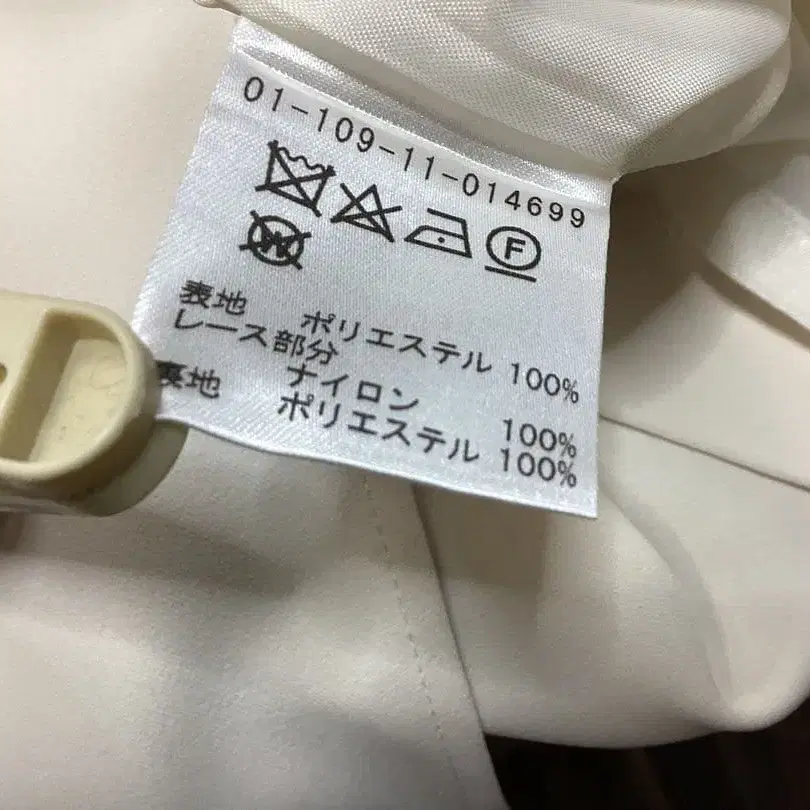 01-109-11-014699
F
W
表地 ポリエステル 100%
レース部分
ナイロン 100%
裏地 ポリエステル 100%